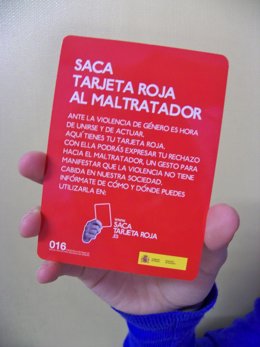 SACA
TARJETA ROJA
AL MALTRATADOR
ANTE LA VIOLENCIA DE GÉNERO ES HORA
DE UNIRSE Y DE ACTUAR.
AQUÍ TIENES TU TARJETA ROJA.
CON ELLA PODRÁS EXPRESAR TU RECHAZO
HACIA EL MALTRATADOR, UN GESTO PARA
MANIFESTAR QUE LA VIOLENCIA NO TIENE
CABIDA EN NUESTRA SOCIEDAD.
INFÓRMATE DE CÓMO Y DÓNDE PUEDES
UTILIZARLA EN:
www.
SACA
TARJETA ROJA
.es
016